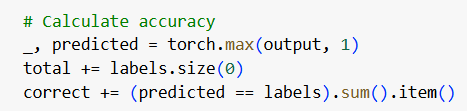 # Calculate accuracy
_, predicted = torch.max(output, 1)
total += labels.size(0)
correct += (predicted == labels).sum().item()